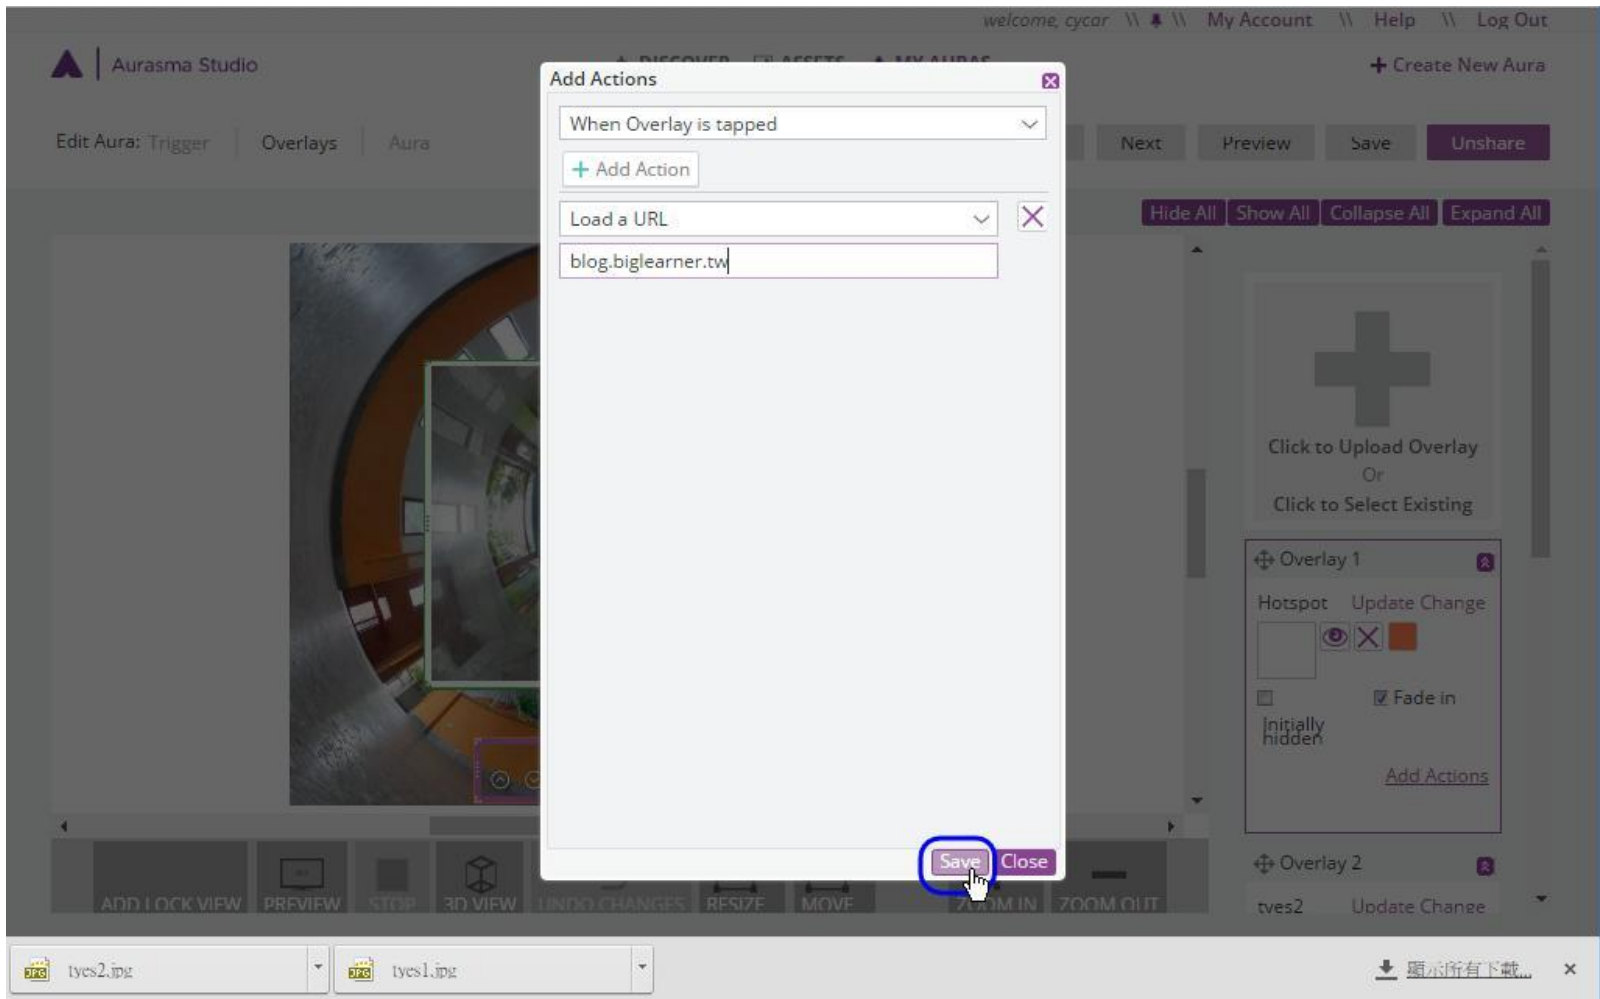 welcome, cycar \\ \\ My Account \\ Help \\ Log Out
Aurasma Studio
DISCOVER ASSETS MY AURAS
+ Create New Aura
Add Actions
When Overlay is tapped
+ Add Action
Load a URL
blog.biglearner.tw
Edit Aura: Trigger Overlays Aura
Next Preview Save Unshare
Hide All Show All Collapse All Expand All
Click to Upload Overlay
Or
Click to Select Existing
Overlay 1
Hotspot Update Change
Fade in
Initially
hidden
Add Actions
Save Close
Overlay 2
tyes2 Update Change
ADD LOCK VIEW PREVIEW STOP 3D VIEW UNDO CHANGES RESIZE MOVE ZOOM IN ZOOM OUT
tyes2.jpg tyes1.jpg 顯示所有下載...